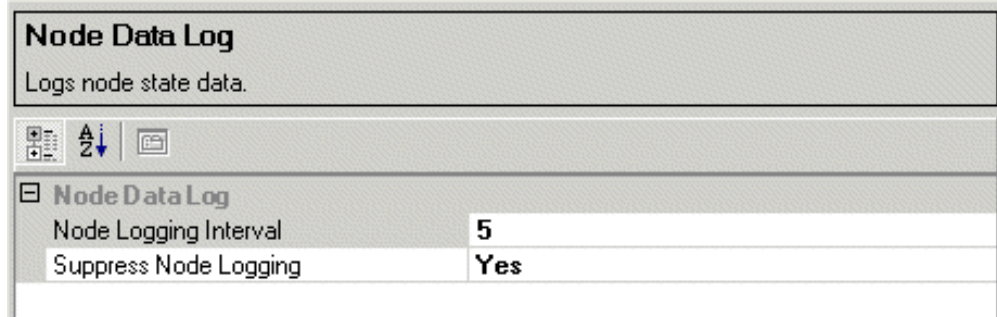 Node Data Log
Logs node state data.
A
Z
Node Data Log
Node Logging Interval 5
Suppress Node Logging Yes